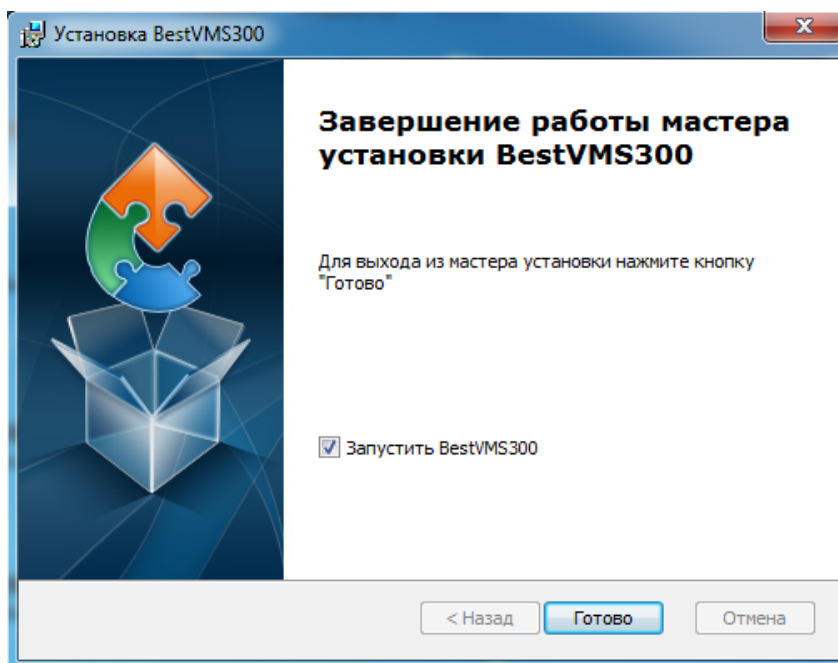 Установка BestVMS300
Завершение работы мастера
установки BestVMS300
Для выхода из мастера установки нажмите кнопку
"Готово"
Запустить BestVMS300
< Назад
Готово
Отмена